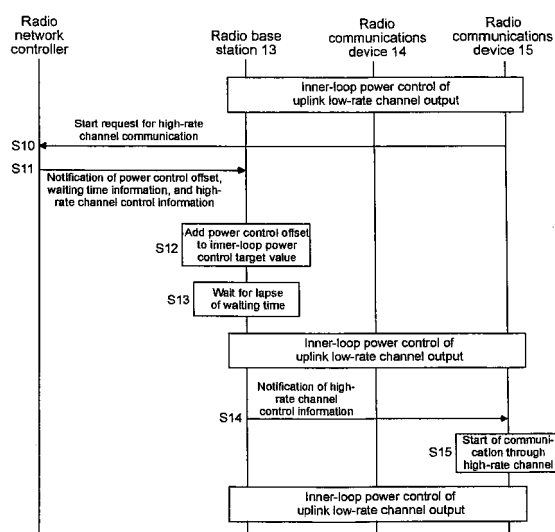 Radio
network
controller
Radio base
station 13
Radio
communications
device 14
Radio
communications
device 15
Inner-loop power control of
uplink low-rate channel output
Start request for high-rate
channel communication
S10
S11
Notification of power control offset,
waiting time information, and high-
rate channel control information
S12
Add power control offset
to inner-loop power
control target value
S13
Wait for lapse
of waiting time
Inner-loop power control of
uplink low-rate channel output
Notification of high-
rate channel
control information
S14
S15
Start of communi-
cation through
high-rate channel
Inner-loop power control of
uplink low-rate channel output